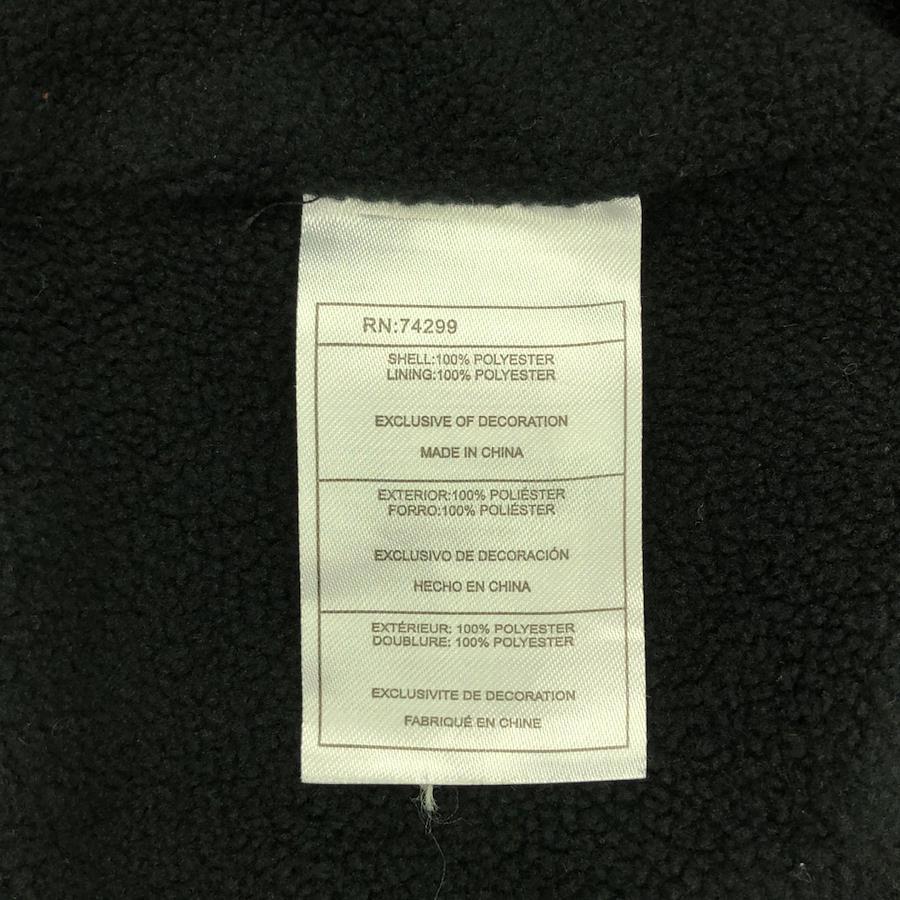 RN:74299
SHELL:100% POLYESTER
LINING:100% POLYESTER
EXCLUSIVE OF DECORATION
MADE IN CHINA
EXTERIOR:100% POLIÉSTER
FORRO:100% POLIÉSTER
EXCLUSIVO DE DECORACIÓN
HECHO EN CHINA
EXTÉRIEUR: 100% POLYESTER
DOUBLURE: 100% POLYESTER
EXCLUSIVITE DE DECORATION
FABRIQUÉ EN CHINE